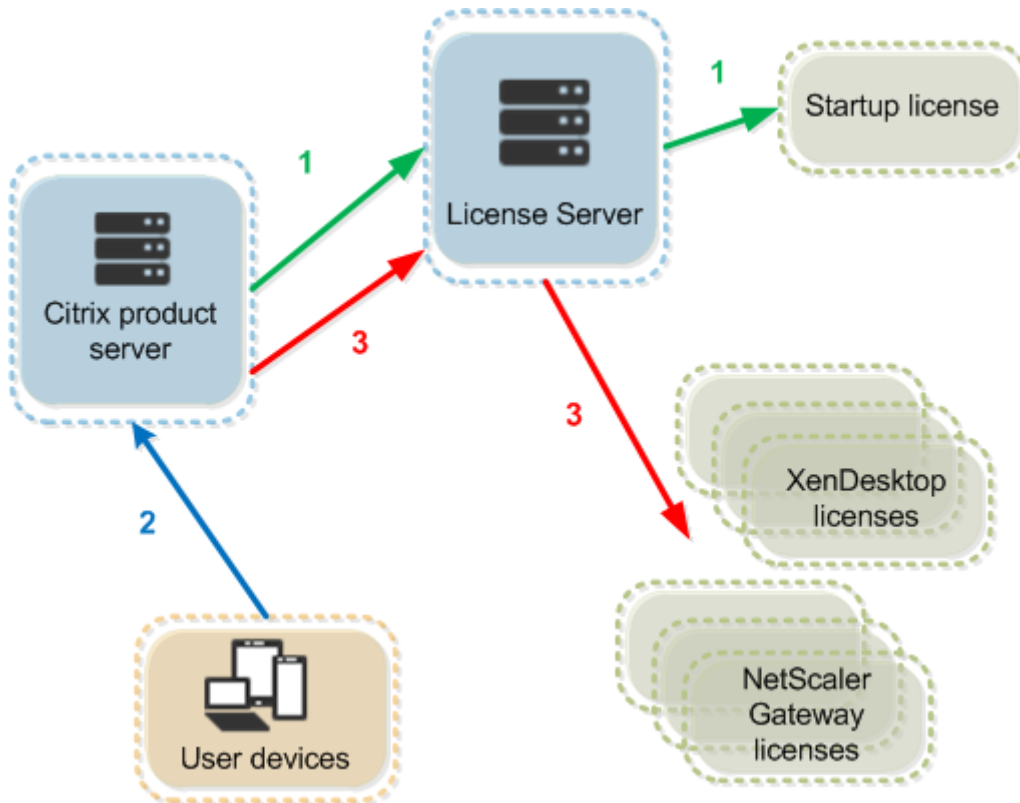 1
Startup license
1
License Server
Citrix product
server
3
3
XenDesktop
licenses
2
NetScaler
Gateway
licenses
User devices